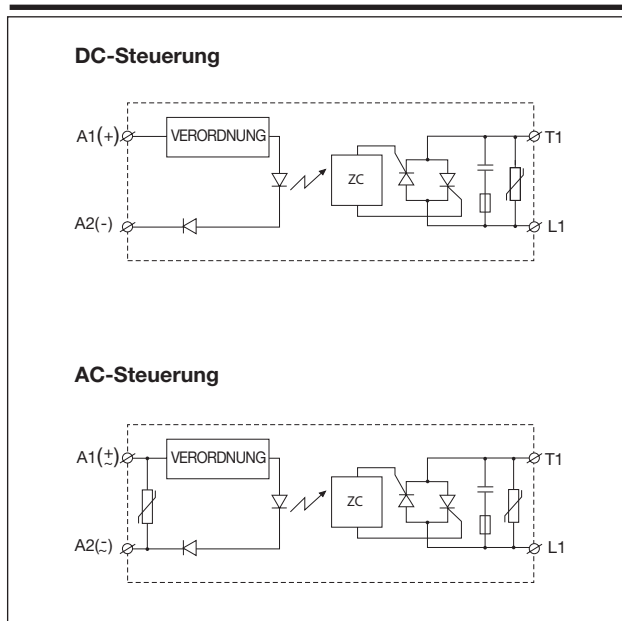 DC-Steuerung
A1(+)
VERORDNUNG
T1
ZC
A2(-)
L1
AC-Steuerung
A1(±~)
VERORDNUNG
T1
ZC
A2(-~)
L1